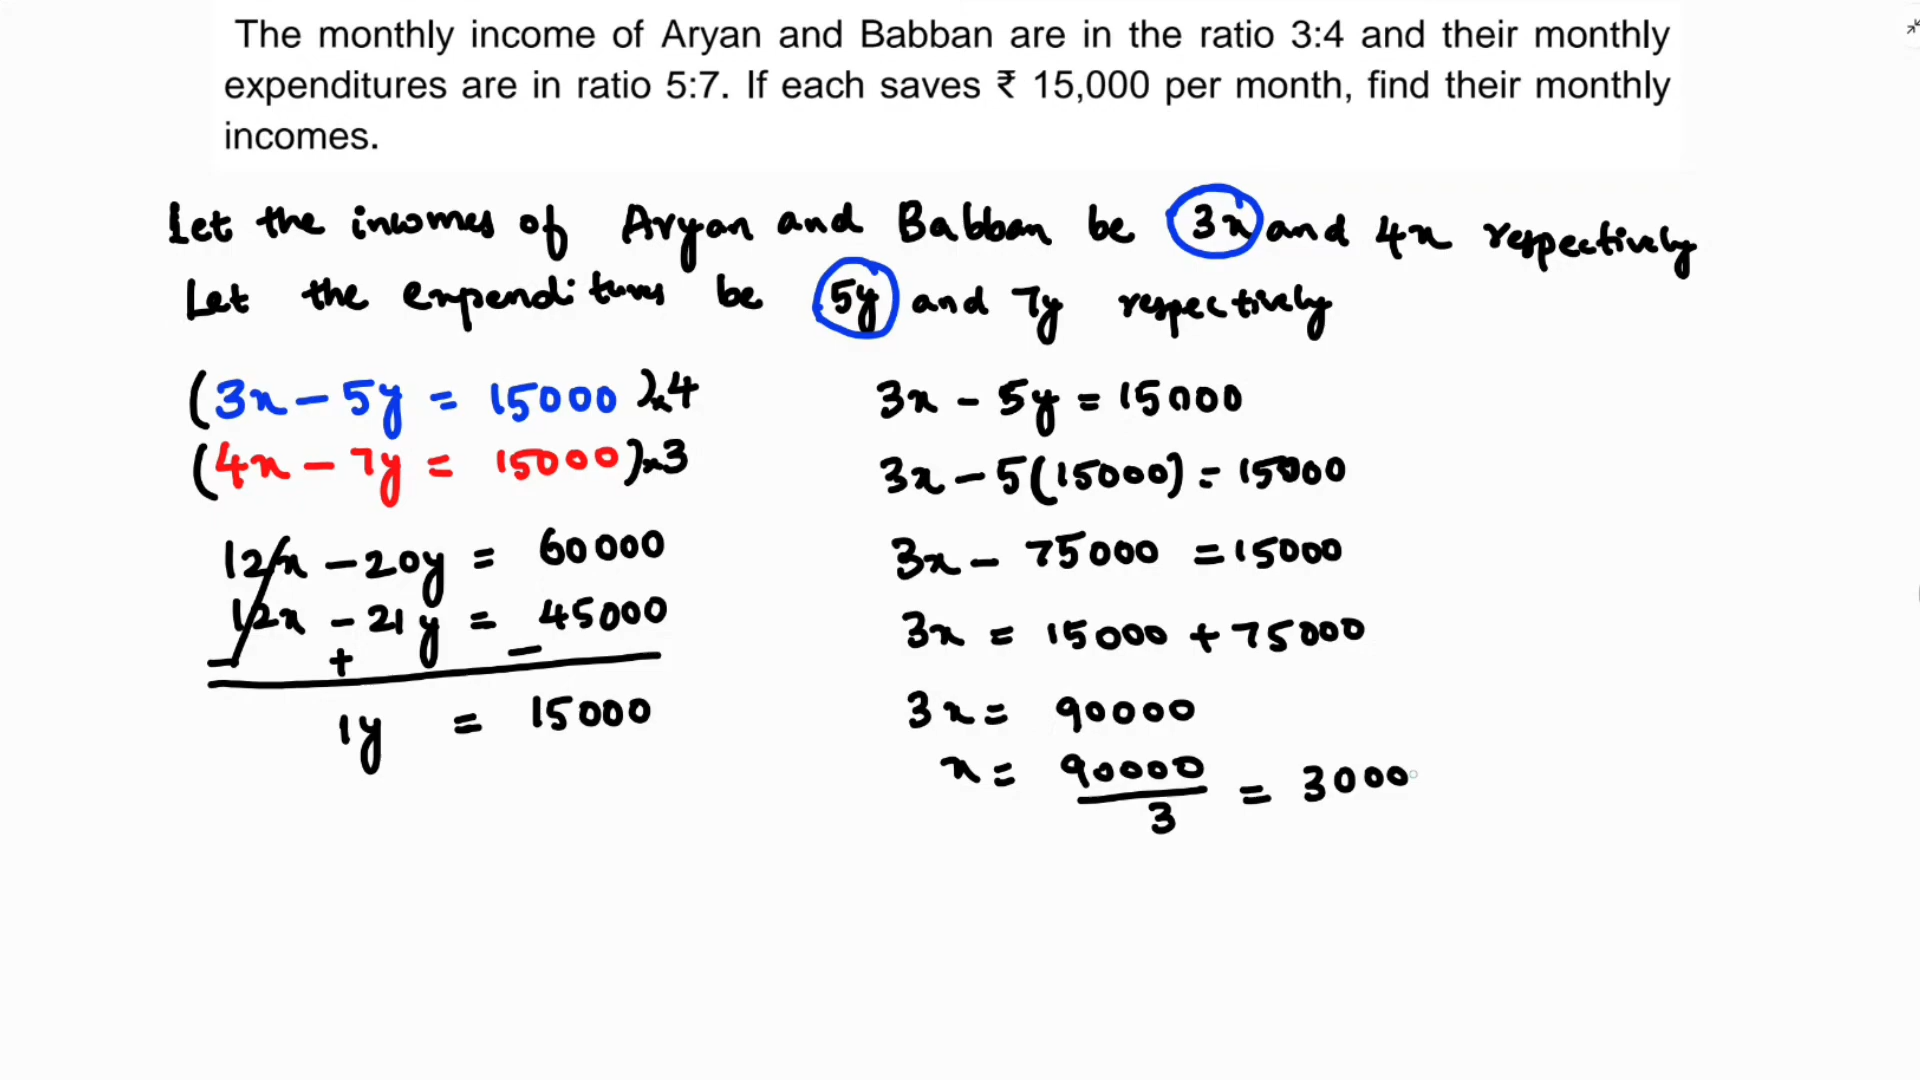 The monthly income of Aryan and Babban are in the ratio 3:4 and their monthly
expenditures are in ratio 5:7. If each saves ₹ 15,000 per month, find their monthly
incomes.
Let the incomes of Aryan and Babban be 3x and 4x respectively
Let the expenditures be 5y and 7y respectively
(3x - 5y = 15000)×4
(4x - 7y = 15000)×3
12x - 20y = 60000
12x - 21y = 45000
- + -
1y = 15000
3x - 5y = 15000
3x - 5(15000) = 15000
3x - 75000 = 15000
3x = 15000 + 75000
3x = 90000
x = 90000/3 = 3000